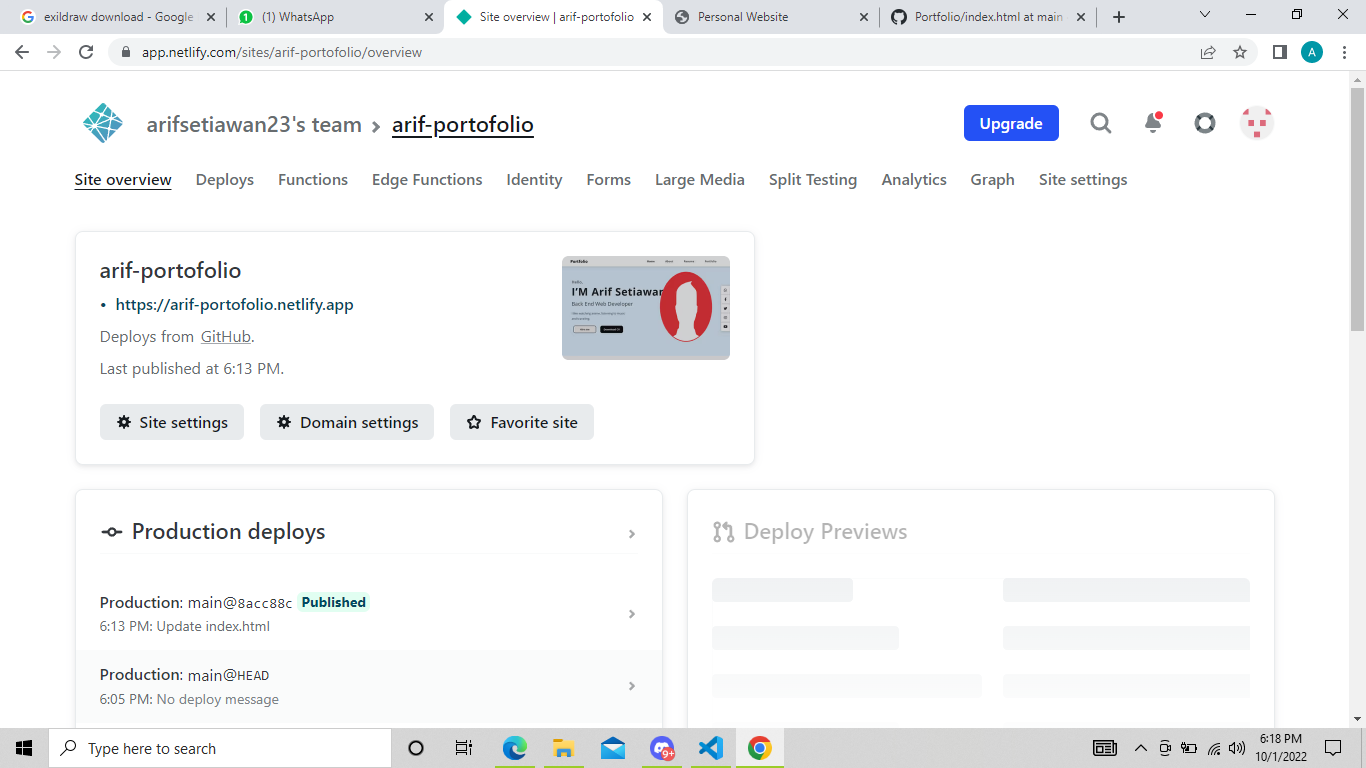 exildraw download - Google
(1) WhatsApp
Site overview | arif-portofolio
Personal Website
Portfolio/index.html at main
app.netlify.com/sites/arif-portofolio/overview
A
arifsetiawan23's team > arif-portofolio
Upgrade
Site overview Deploys Functions Edge Functions Identity Forms Large Media Split Testing Analytics Graph Site settings
arif-portofolio
• https://arif-portofolio.netlify.app
Deploys from GitHub.
Last published at 6:13 PM.
Portfolio
Hello,
I'M Arif Setiawan
Back End Web Developer
Site settings
Domain settings
Favorite site
Production deploys
Production: main@8acc88c Published
6:13 PM: Update index.html
Production: main@HEAD
6:05 PM: No deploy message
Deploy Previews
Type here to search
9+
6:18 PM
10/1/2022